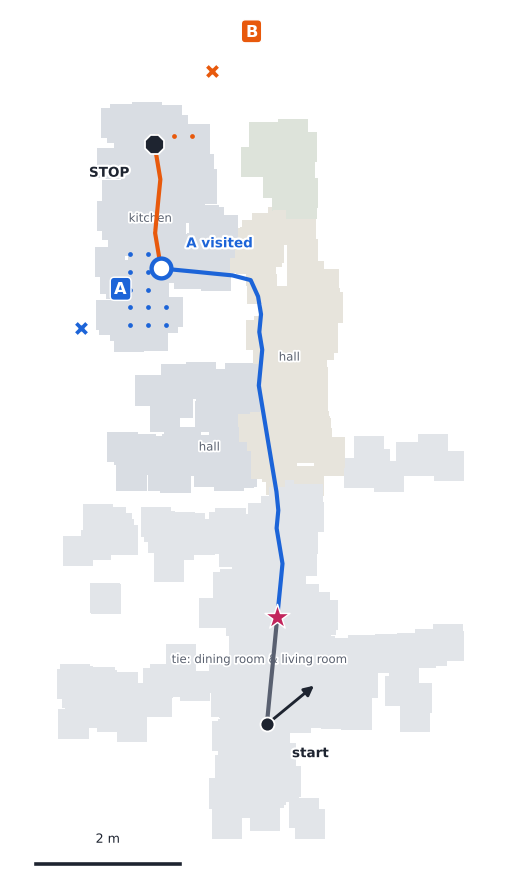 B
STOP
kitchen
A visited
A
hall
hall
tie: dining room & living room
start
2 m